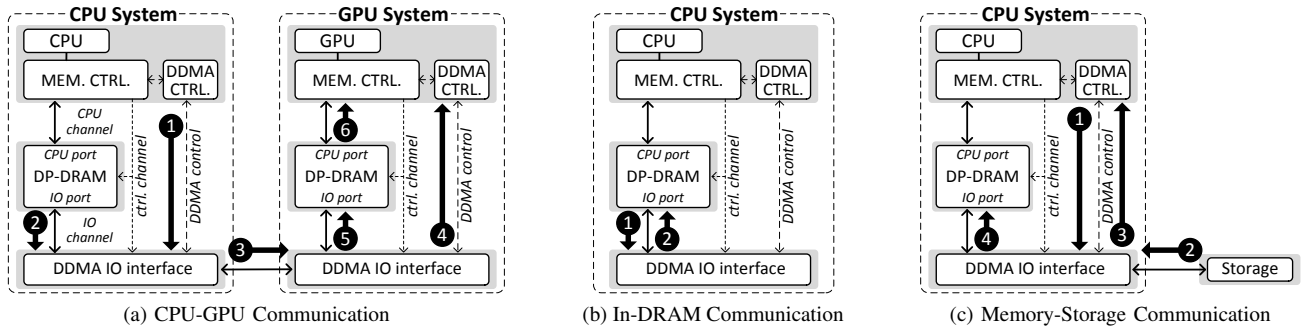 CPU System
CPU
MEM. CTRL.
DDMA
CTRL.
CPU
channel
1
CPU port
DP-DRAM
IO port
ctrl. channel
DDMA control
2
IO
channel
DDMA IO interface
3
GPU System
GPU
MEM. CTRL.
DDMA
CTRL.
6
CPU port
DP-DRAM
IO port
ctrl. channel
DDMA control
5
4
DDMA IO interface
(a) CPU-GPU Communication
CPU System
CPU
MEM. CTRL.
DDMA
CTRL.
CPU port
DP-DRAM
IO port
ctrl. channel
DDMA control
1
2
DDMA IO interface
(b) In-DRAM Communication
CPU System
CPU
MEM. CTRL.
DDMA
CTRL.
1
CPU port
DP-DRAM
IO port
ctrl. channel
DDMA control
4
3
2
DDMA IO interface
Storage
(c) Memory-Storage Communication